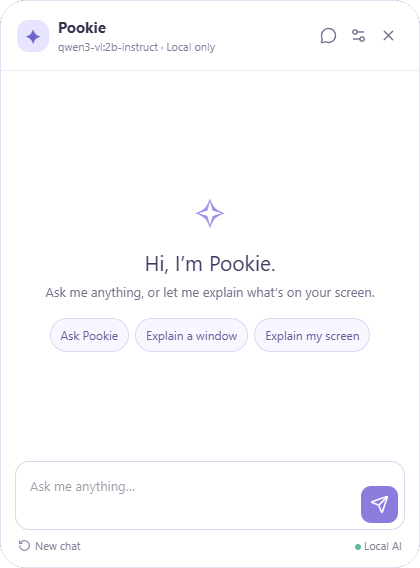 Pookie
qwen3-vl:2b-instruct · Local only
Hi, I’m Pookie.
Ask me anything, or let me explain what’s on your screen.
Ask Pookie
Explain a window
Explain my screen
Ask me anything...
New chat
Local AI